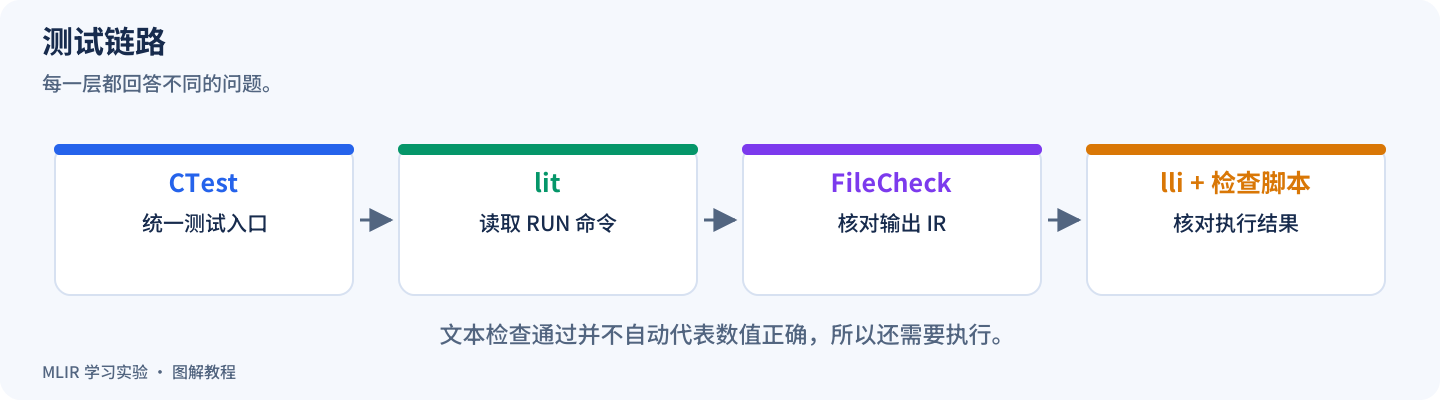 测试链路
每一层都回答不同的问题。
CTest
统一测试入口
lit
读取 RUN 命令
FileCheck
核对输出 IR
lli + 检查脚本
核对执行结果
文本检查通过并不自动代表数值正确，所以还需要执行。
MLIR 学习实验 · 图解教程